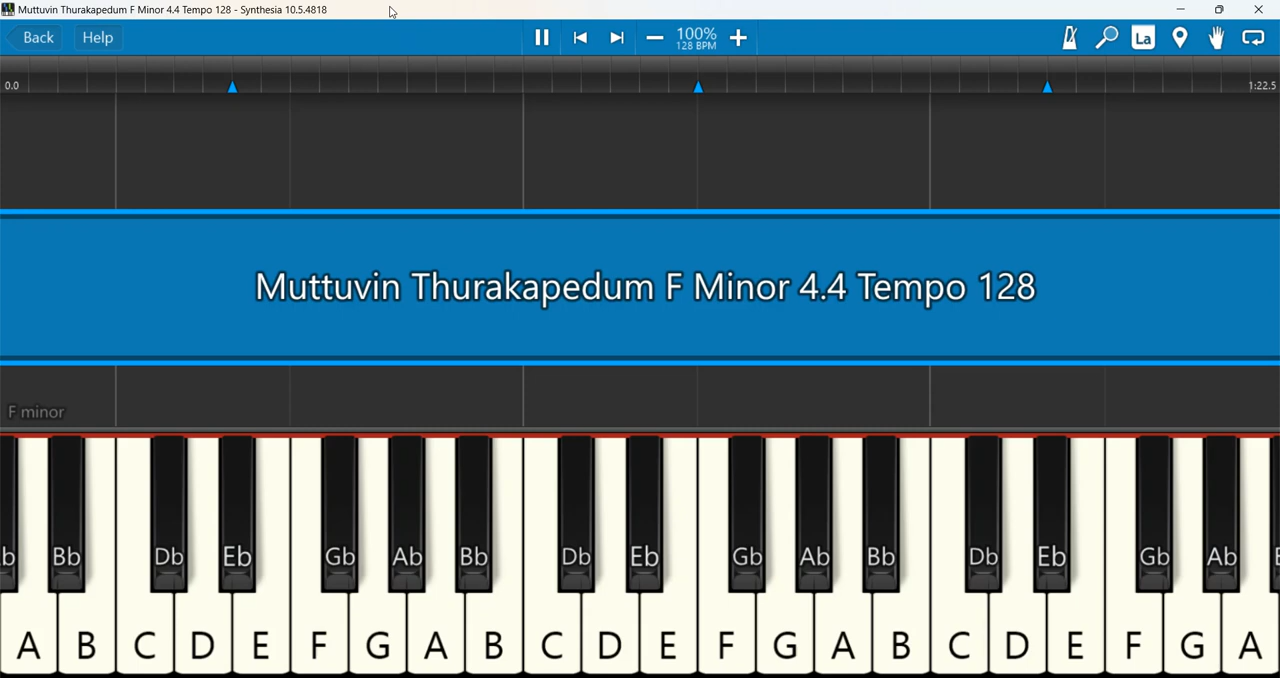 Muttuvin Thurakapedum F Minor 4.4 Tempo 128 - Synthesia 10.5.4818
Back Help 100% La
128 BPM
0.0 1:22.5
Muttuvin Thurakapedum F Minor 4.4 Tempo 128
F minor
Bb Db Eb Gb Ab Bb Db Eb Gb Ab Bb Db Eb Gb Ab
A B C D E F G A B C D E F G A B C D E F G A